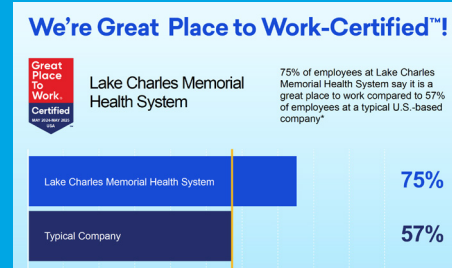 We're Great Place to Work-Certified™!
Great
Place
To
Work®
Certified
MAY 2024-MAY 2025
USA
™
Lake Charles Memorial
Health System
75% of employees at Lake Charles
Memorial Health System say it is a
great place to work compared to 57%
of employees at a typical U.S.-based
company*
Lake Charles Memorial Health System
75%
Typical Company
57%